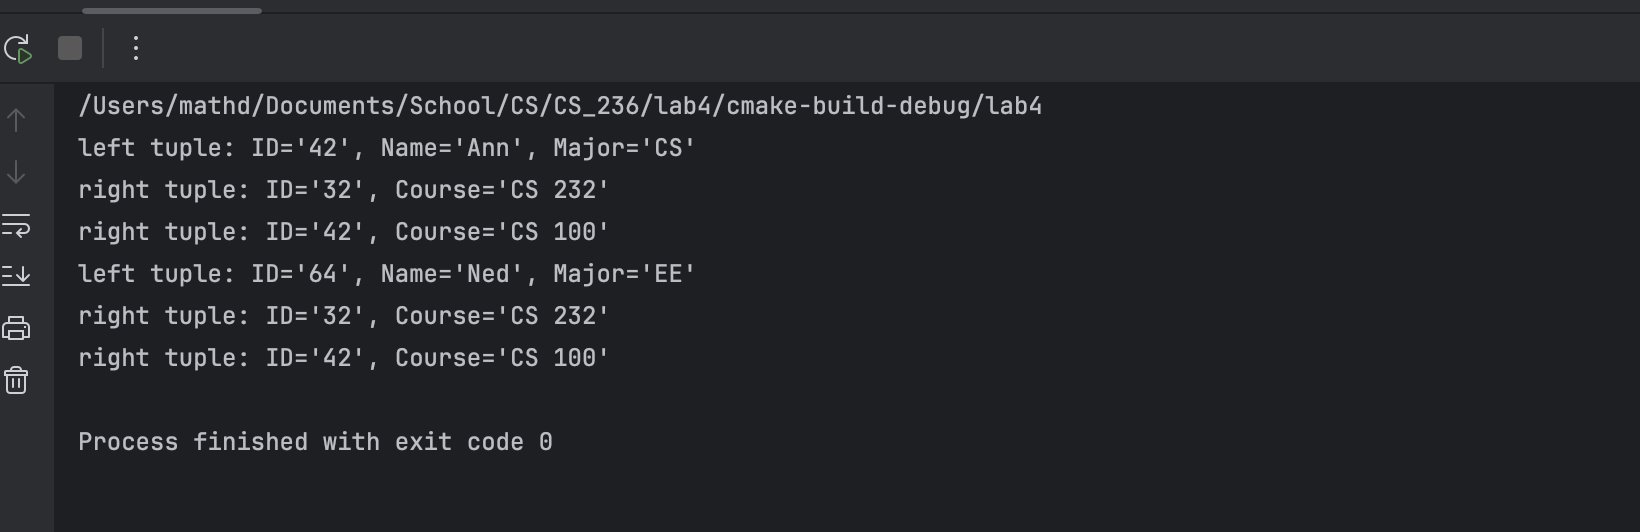 /Users/mathd/Documents/School/CS/CS_236/lab4/cmake-build-debug/lab4
left tuple: ID='42', Name='Ann', Major='CS'
right tuple: ID='32', Course='CS 232'
right tuple: ID='42', Course='CS 100'
left tuple: ID='64', Name='Ned', Major='EE'
right tuple: ID='32', Course='CS 232'
right tuple: ID='42', Course='CS 100'
Process finished with exit code 0